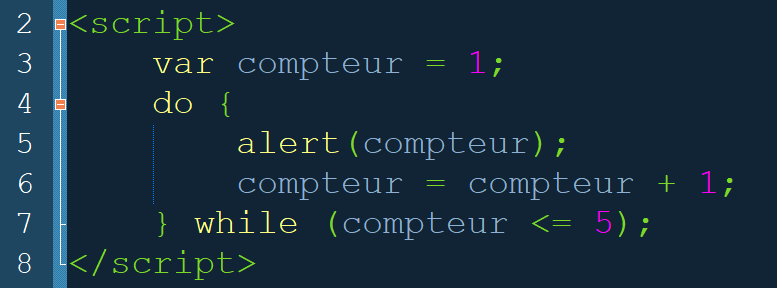 2 <script>
3     var compteur = 1;
4     do {
5         alert(compteur);
6         compteur = compteur + 1;
7     } while (compteur <= 5);
8 </script>